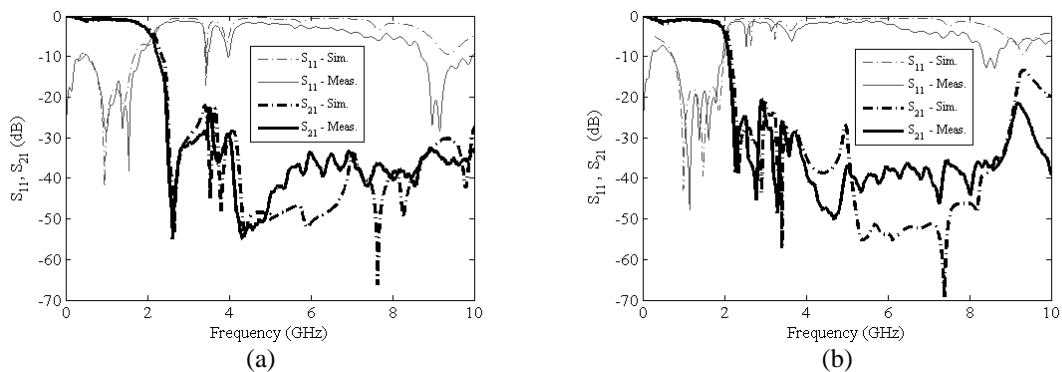 S11, S21 (dB)
0
-10
-20
-30
-40
-50
-60
-70
S11 - Sim.
S11 - Meas.
S21 - Sim.
S21 - Meas.
0 2 4 6 8 10
Frequency (GHz)
(a)
S11, S21 (dB)
0
-10
-20
-30
-40
-50
-60
-70
S11 - Sim.
S11 - Meas.
S21 - Sim.
S21 - Meas.
0 2 4 6 8 10
Frequency (GHz)
(b)